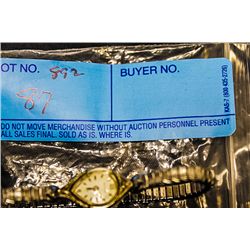 OT NO. 892
BUYER NO.
87
DO NOT MOVE MERCHANDISE WITHOUT AUCTION PERSONNEL PRESENT
ALL SALES FINAL. SOLD AS IS. WHERE IS.